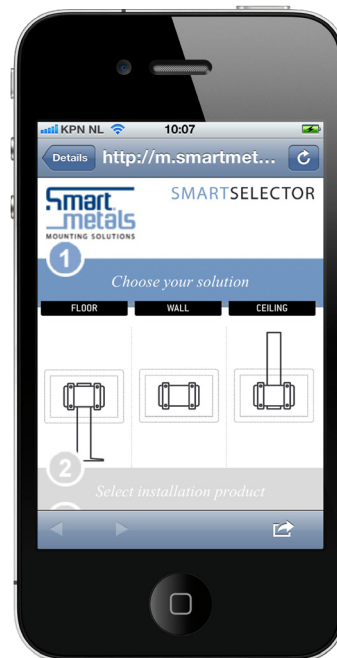 KPN NL 10:07
Details http://m.smartmet...
Smart metals
MOUNTING SOLUTIONS
SMARTSELECTOR
1
Choose your solution
FLOOR WALL CEILING
2
Select installation product